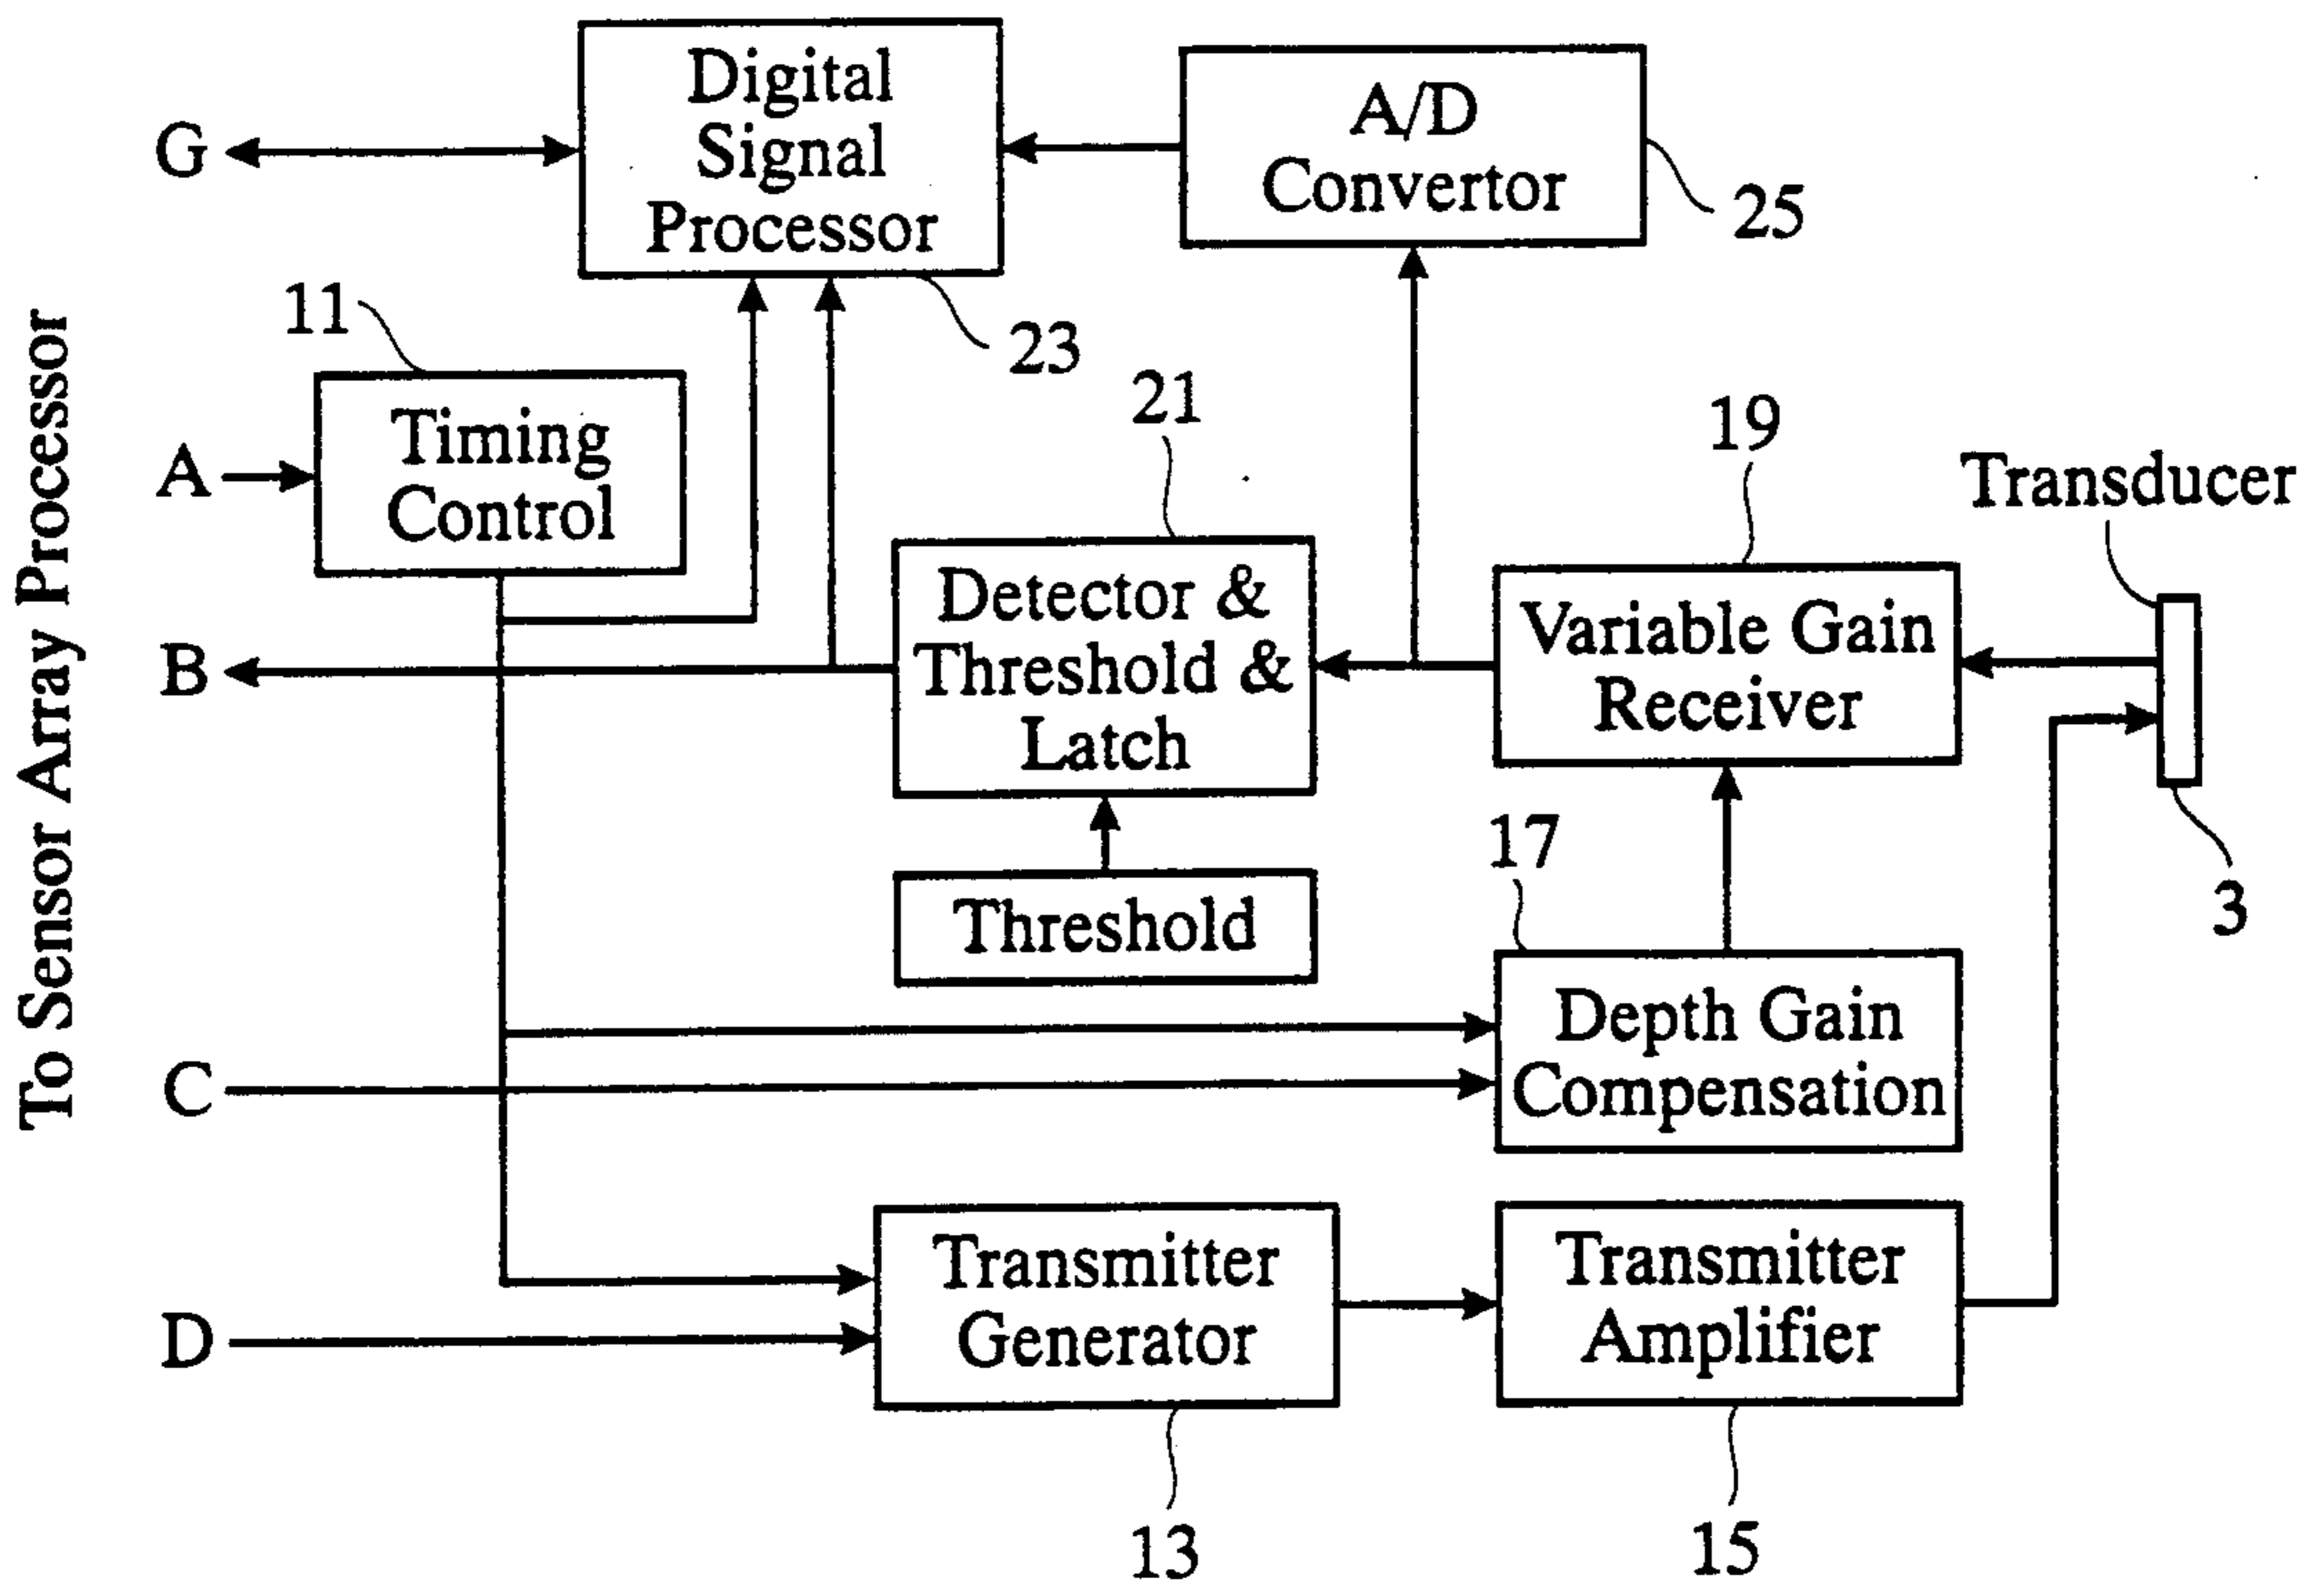 Digital
Signal
Processor
A/D
Convertor
G
25
11
23
To Sensor Array Processor
Timing
Control
A
21
19
Transducer
Detector &
Threshold &
Latch
Variable Gain
Receiver
B
3
17
Threshold
Depth Gain
Compensation
C
Transmitter
Generator
Transmitter
Amplifier
D
13
15